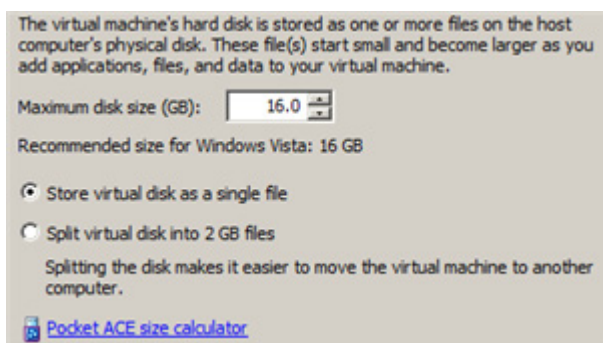 The virtual machine's hard disk is stored as one or more files on the host
computer's physical disk. These file(s) start small and become larger as you
add applications, files, and data to your virtual machine.
Maximum disk size (GB): 16.0
Recommended size for Windows Vista: 16 GB
Store virtual disk as a single file
Split virtual disk into 2 GB files
Splitting the disk makes it easier to move the virtual machine to another
computer.
Pocket ACE size calculator